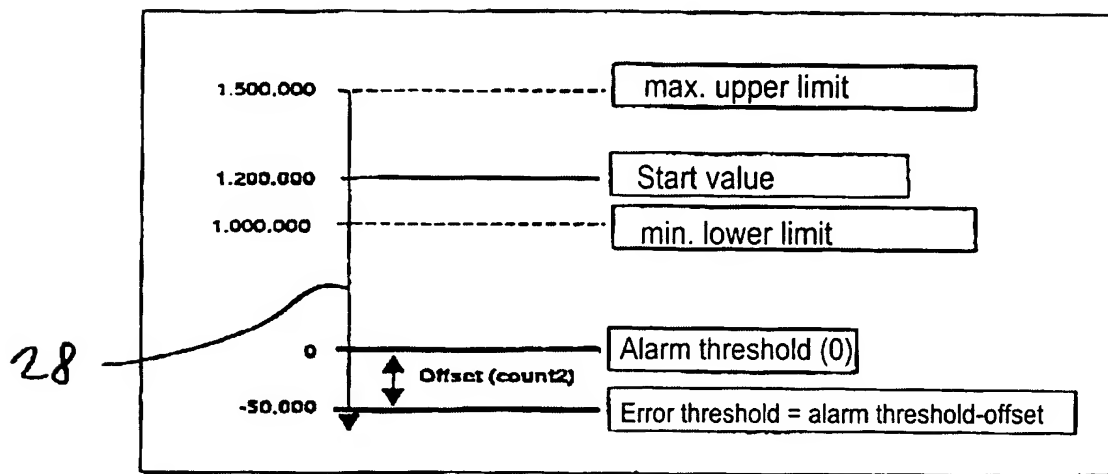 1.500.000 max. upper limit
1.200.000 Start value
1.000.000 min. lower limit
28
0 Alarm threshold (0)
Offset (count2)
-50.000 Error threshold = alarm threshold-offset